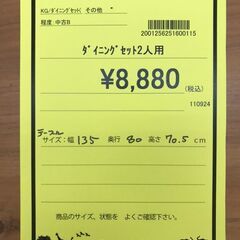 KG/ダイニングセット( その他
程度:中古B
2001256251600115
ダイニングセット2人用
¥8,880
(税込)
110924
テーブル
サイズ:幅 135 奥行 80 高さ 70.5 cm
商品のサイズ、状態を よくご確認下さい。